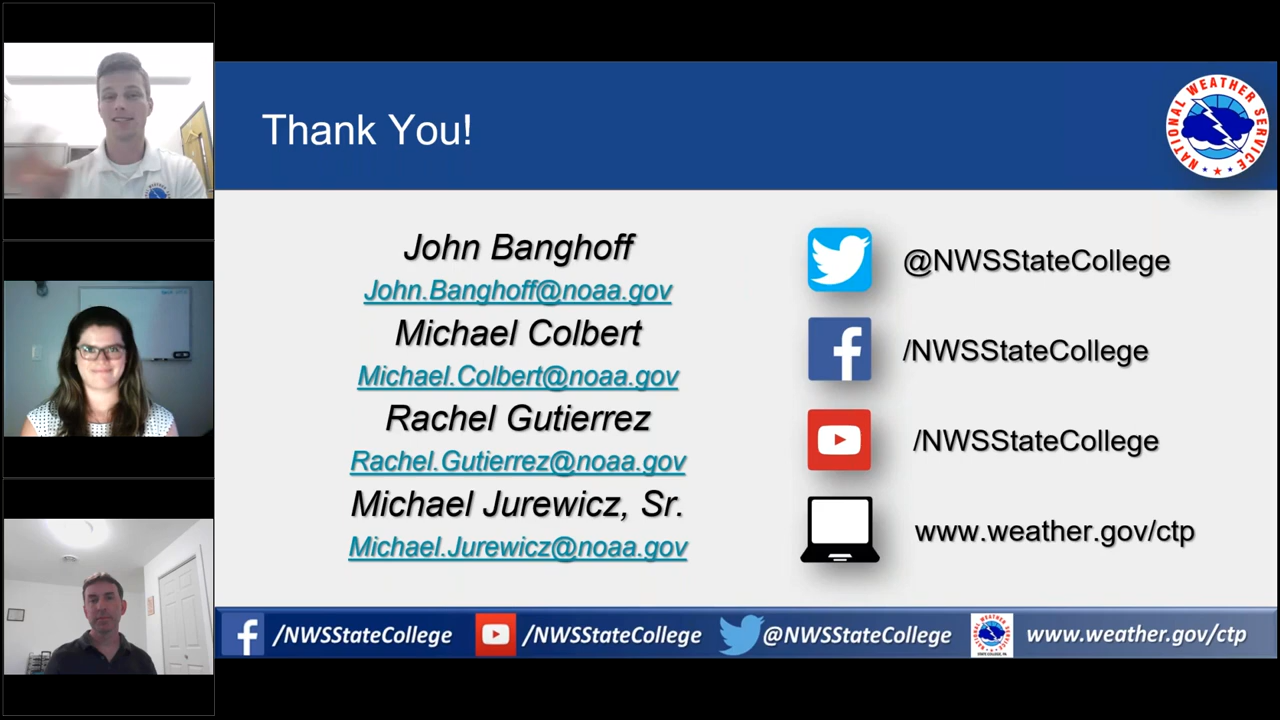 Thank You!
NATIONAL WEATHER SERVICE
John Banghoff
John.Banghoff@noaa.gov
Michael Colbert
Michael.Colbert@noaa.gov
Rachel Gutierrez
Rachel.Gutierrez@noaa.gov
Michael Jurewicz, Sr.
Michael.Jurewicz@noaa.gov
@NWSStateCollege
/NWSStateCollege
/NWSStateCollege
www.weather.gov/ctp
/NWSStateCollege
/NWSStateCollege
@NWSStateCollege
www.weather.gov/ctp